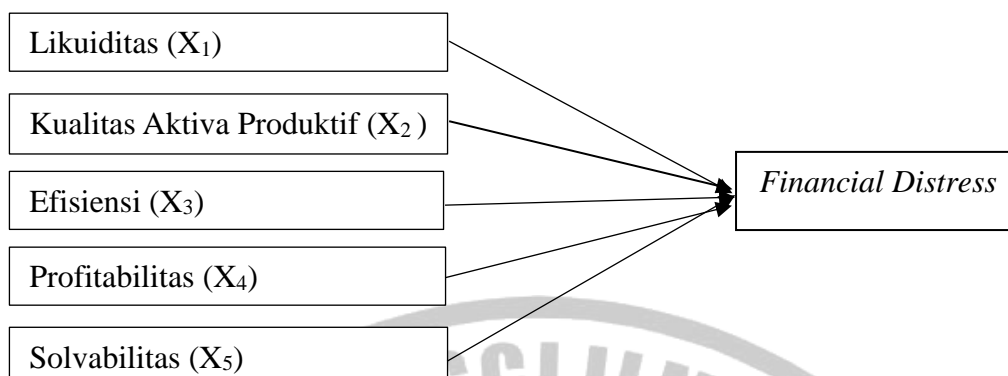 Likuiditas (X₁)
Kualitas Aktiva Produktif (X₂ )
Financial Distress
Efisiensi (X₃)
Profitabilitas (X₄)
Solvabilitas (X₅)